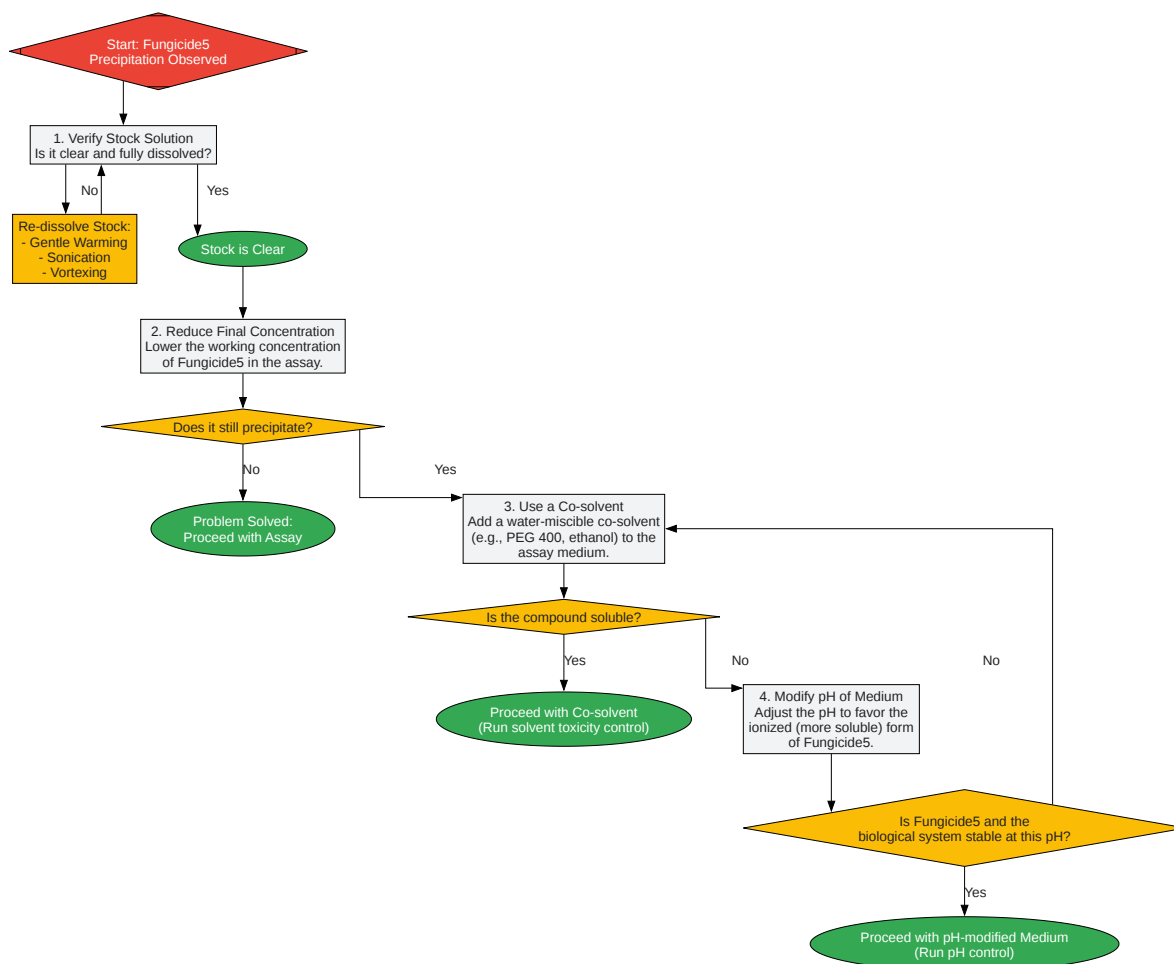 Start: Fungicide5
Precipitation Observed
1. Verify Stock Solution
Is it clear and fully dissolved?
No
Yes
Re-dissolve Stock:
- Gentle Warming
- Sonication
- Vortexing
Stock is Clear
2. Reduce Final Concentration
Lower the working concentration
of Fungicide5 in the assay.
Does it still precipitate?
No
Yes
Problem Solved:
Proceed with Assay
3. Use a Co-solvent
Add a water-miscible co-solvent
(e.g., PEG 400, ethanol) to the
assay medium.
Is the compound soluble?
Yes
No
No
Proceed with Co-solvent
(Run solvent toxicity control)
4. Modify pH of Medium
Adjust the pH to favor the
ionized (more soluble) form
of Fungicide5.
Is Fungicide5 and the
biological system stable at this pH?
Yes
Proceed with pH-modified Medium
(Run pH control)